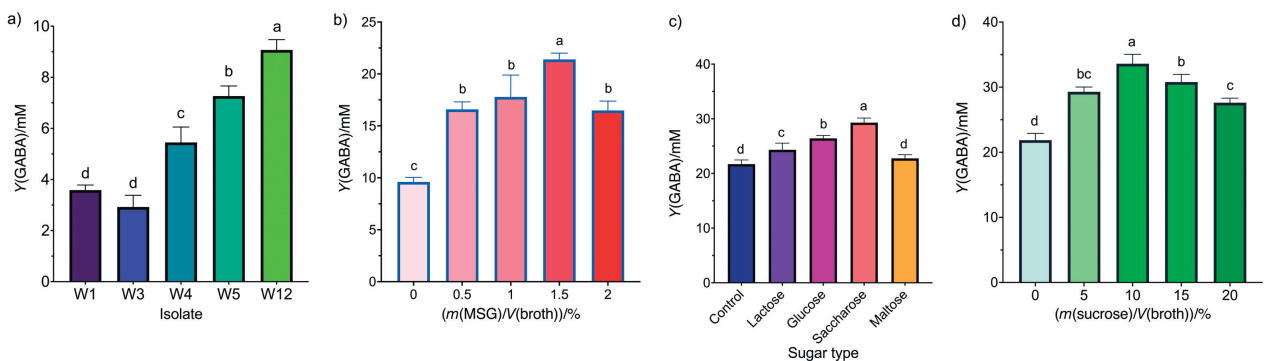 a)
Y(GABA)/mM
10
8
6
4
2
0
d
d
c
b
a
W1 W3 W4 W5 W12
Isolate
b)
Y(GABA)/mM
25
20
15
10
5
0
c
b
b
a
b
0 0.5 1 1.5 2
(m(MSG)/V(broth))/%
c)
Y(GABA)/mM
40
30
20
10
0
d
c
b
a
d
Control Lactose Glucose Saccharose Maltose
Sugar type
d)
Y(GABA)/mM
40
30
20
10
0
d
bc
a
b
c
0 5 10 15 20
(m(sucrose)/V(broth))/%